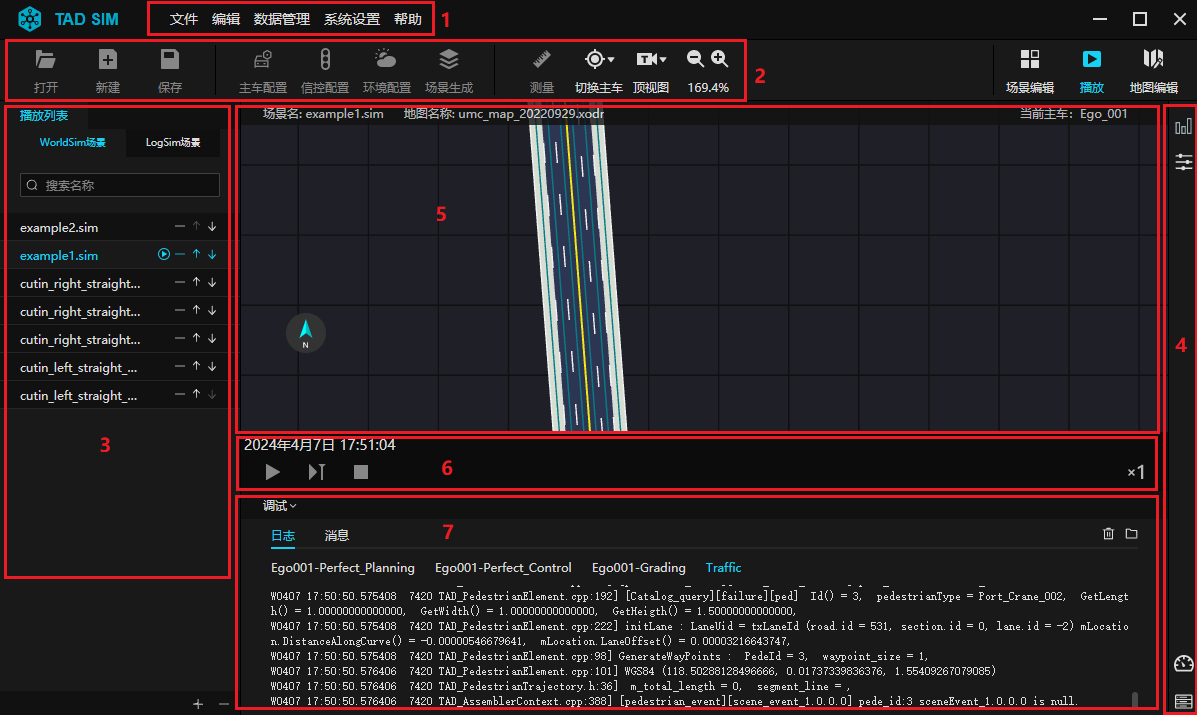 TAD SIM
文件 编辑 数据管理 系统设置 帮助 1
打开 新建 保存 主车配置 信控配置 环境配置 场景生成 测量 切换主车 顶视图 169.4% 2 场景编辑 播放 地图编辑
播放列表
WorldSim场景 LogSim场景
搜索名称
example2.sim
example1.sim
cutin_right_straight...
cutin_right_straight...
cutin_right_straight...
cutin_left_straight_...
cutin_left_straight_...
3
场景名: example1.sim 地图名称: umc_map_20220929.xodr 当前主车: Ego_001
5
N
4
2024年4月7日 17:51:04
6
×1
调试
日志 消息 7
Ego001-Perfect_Planning Ego001-Perfect_Control Ego001-Grading Traffic
W0407 17:50:50.575408 7420 TAD_PedestrianElement.cpp:192] [Catalog_query][failure][ped] Id() = 3, pedestrianType = Port_Crane_002, GetLengt
h() = 1.00000000000000, GetWidth() = 1.00000000000000, GetHeigth() = 1.50000000000000,
W0407 17:50:50.575408 7420 TAD_PedestrianElement.cpp:222] initLane : LaneUid = txLaneId (road.id = 531, section.id = 0, lane.id = -2) mLocatio
n.DistanceAlongCurve() = -0.00000546679641, mLocation.LaneOffset() = 0.00003216643747,
W0407 17:50:50.575408 7420 TAD_PedestrianElement.cpp:98] GenerateWayPoints : PedeId = 3, waypoint_size = 1,
W0407 17:50:50.575408 7420 TAD_PedestrianElement.cpp:101] WGS84 (118.50288128496666, 0.01737339836376, 1.55409267079085)
W0407 17:50:50.576406 7420 TAD_PedestrianTrajectory.h:36] m_total_length = 0, segment_line = ,
W0407 17:50:50.576406 7420 TAD_AssemblerContext.cpp:388] [pedestrian_event][scene_event_1.0.0.0] pede_id:3 sceneEvent_1.0.0.0 is null.